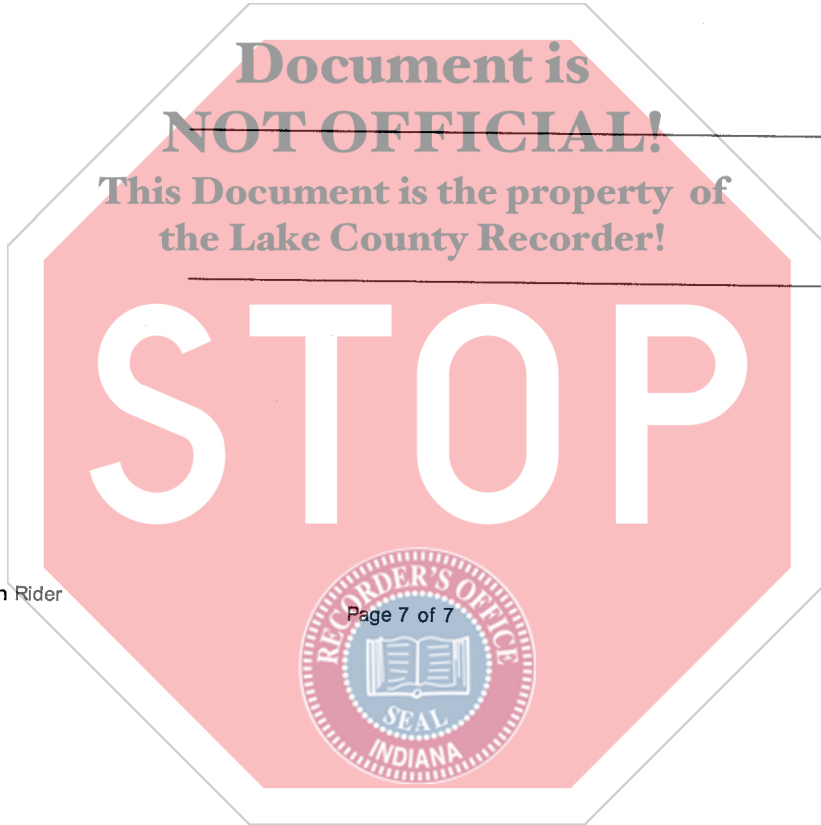 Document is
NOT OFFICIAL!
This Document is the property of
the Lake County Recorder!
STOP
n Rider
Page 7 of 7
RECORDER'S OFFICE
SEAL
INDIANA